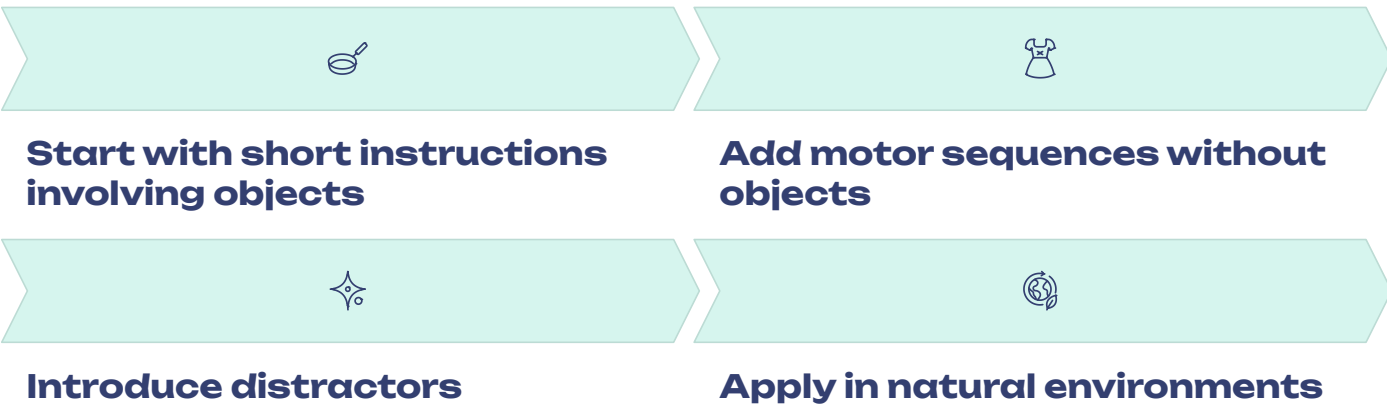 Start with short instructions
involving objects
Add motor sequences without
objects
Introduce distractors
Apply in natural environments